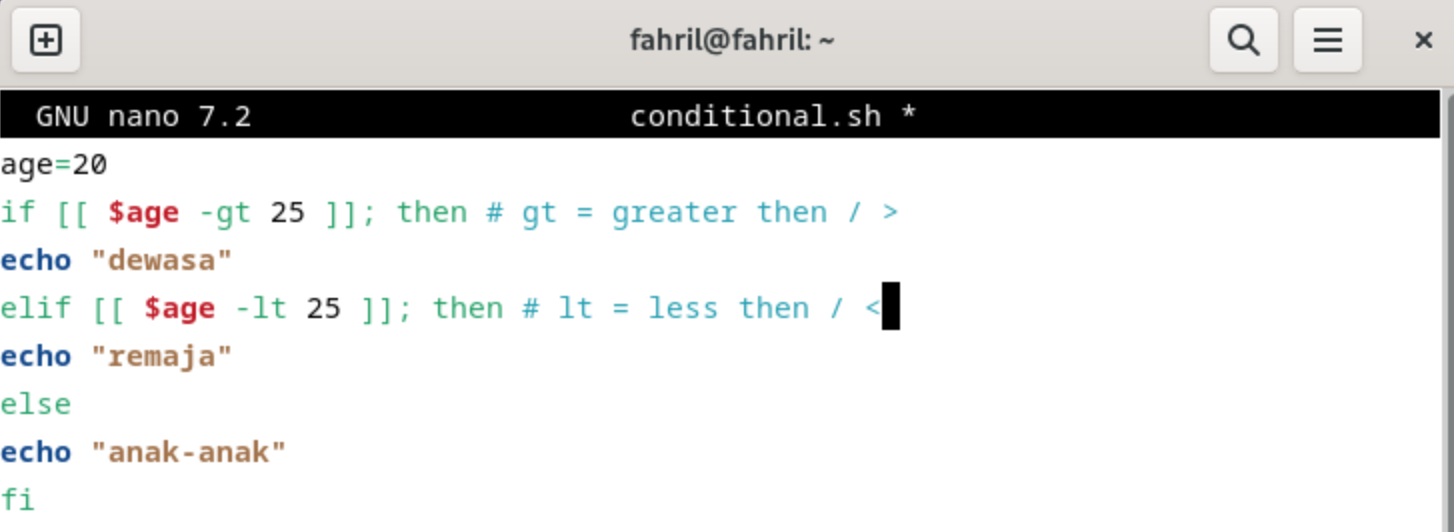 fahril@fahril: ~
GNU nano 7.2 conditional.sh *
age=20
if [[ $age -gt 25 ]]; then # gt = greater then / >
echo "dewasa"
elif [[ $age -lt 25 ]]; then # lt = less then / <
echo "remaja"
else
echo "anak-anak"
fi